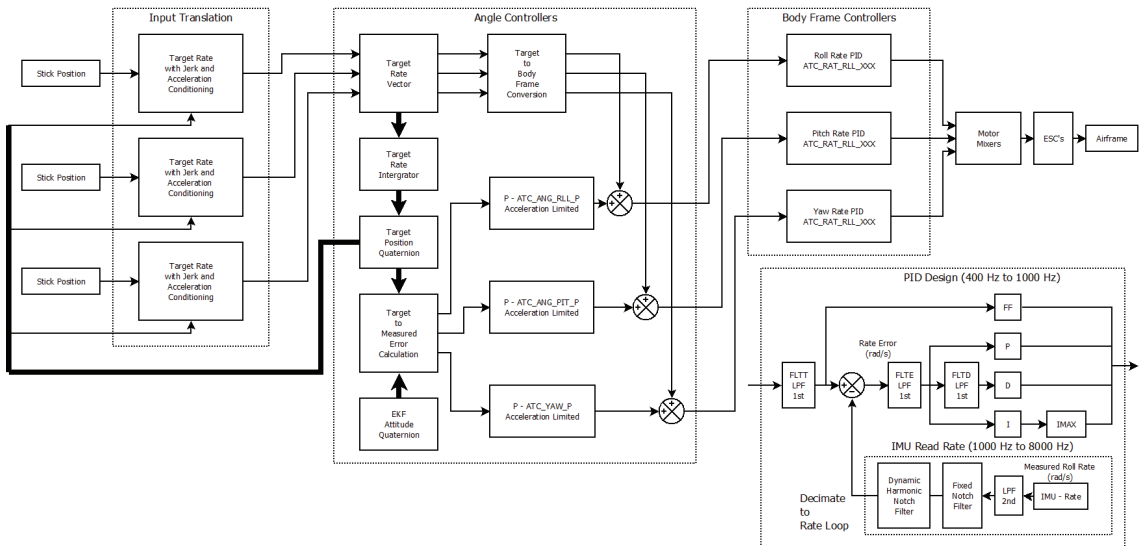 Input Translation
Angle Controllers
Body Frame Controllers
Stick Position
Target Rate
with Jerk and
Acceleration
Conditioning
Stick Position
Target Rate
with Jerk and
Acceleration
Conditioning
Stick Position
Target Rate
with Jerk and
Acceleration
Conditioning
Target
Rate
Vector
Target
to
Body
Frame
Conversion
Target
Rate
Intergrator
Target
Position
Quaternion
Target
to
Measured
Error
Calculation
EKF
Attitude
Quaternion
P - ATC_ANG_RLL_P
Acceleration Limited
P - ATC_ANG_PIT_P
Acceleration Limited
P - ATC_YAW_P
Acceleration Limited
+
+
+
+
+
+
Roll Rate PID
ATC_RAT_RLL_XXX
Pitch Rate PID
ATC_RAT_RLL_XXX
Yaw Rate PID
ATC_RAT_RLL_XXX
Motor
Mixers
ESC's
Airframe
PID Design (400 Hz to 1000 Hz)
FF
Rate Error
(rad/s)
P
FLTT
LPF
1st
+
−
FLTE
LPF
1st
FLTD
LPF
1st
D
I
IMAX
IMU Read Rate (1000 Hz to 8000 Hz)
Measured Roll Rate
(rad/s)
Dynamic
Harmonic
Notch
Filter
Fixed
Notch
Filter
LPF
2nd
IMU - Rate
Decimate
to
Rate Loop